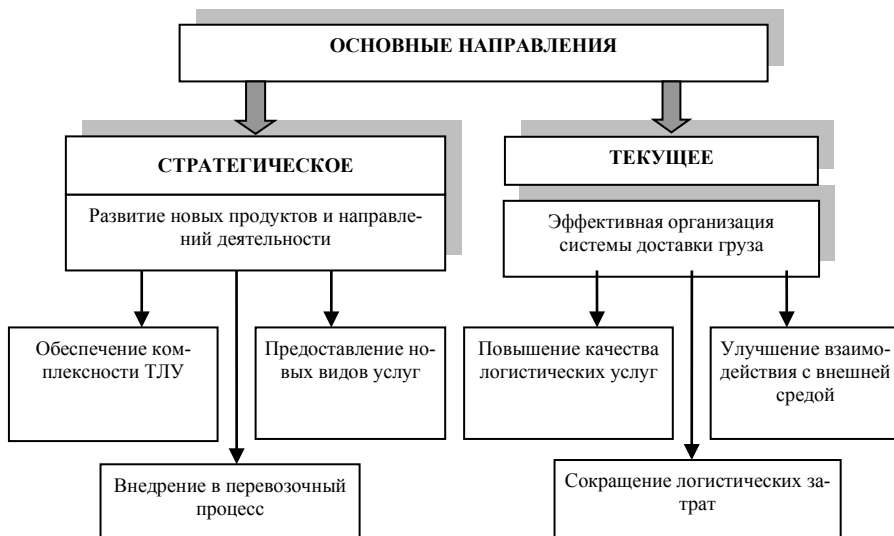 ОСНОВНЫЕ НАПРАВЛЕНИЯ
СТРАТЕГИЧЕСКОЕ
Развитие новых продуктов и направле-
ний деятельности
ТЕКУЩЕЕ
Эффективная организация
системы доставки груза
Обеспечение ком-
плексности ТЛУ
Предоставление но-
вых видов услуг
Повышение качества
логистических услуг
Улучшение взаимо-
действия с внешней
средой
Внедрение в перевозочный
процесс
Сокращение логистических за-
трат